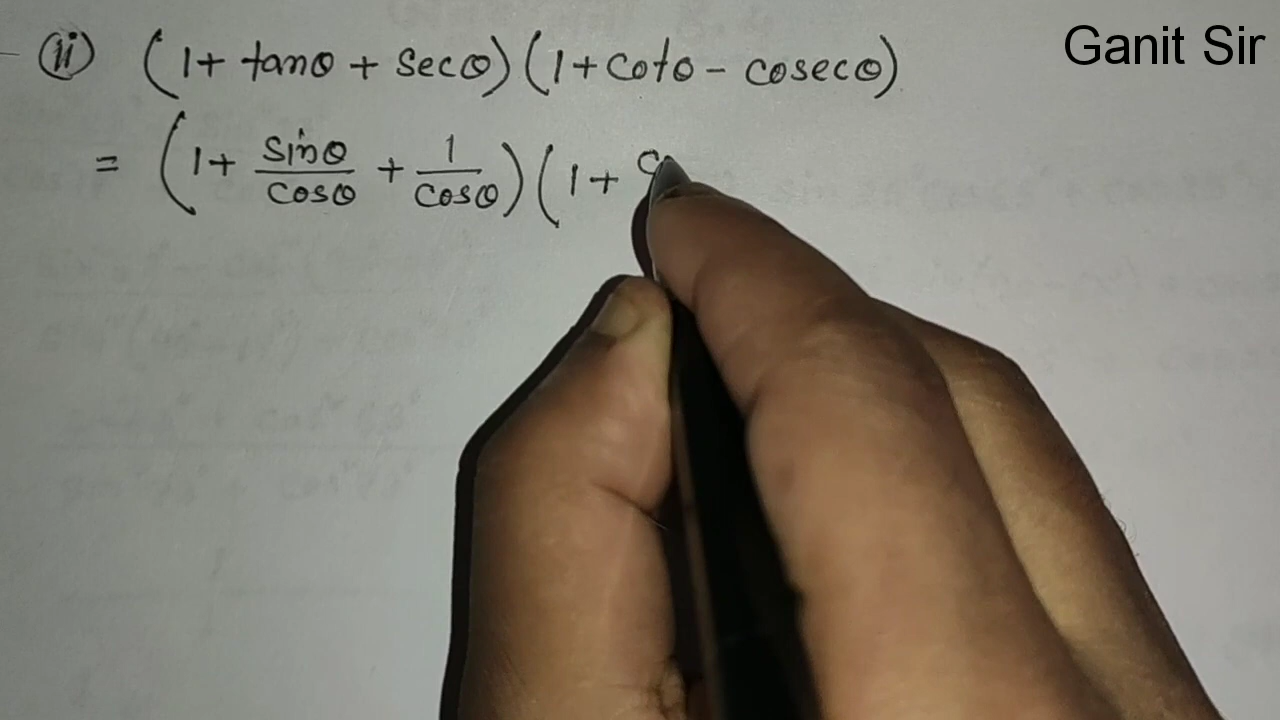 (ii) (1 + tanθ + secθ)(1 + cotθ - cosecθ)
Ganit Sir
= (1 + sinθ/cosθ + 1/cosθ)(1 +